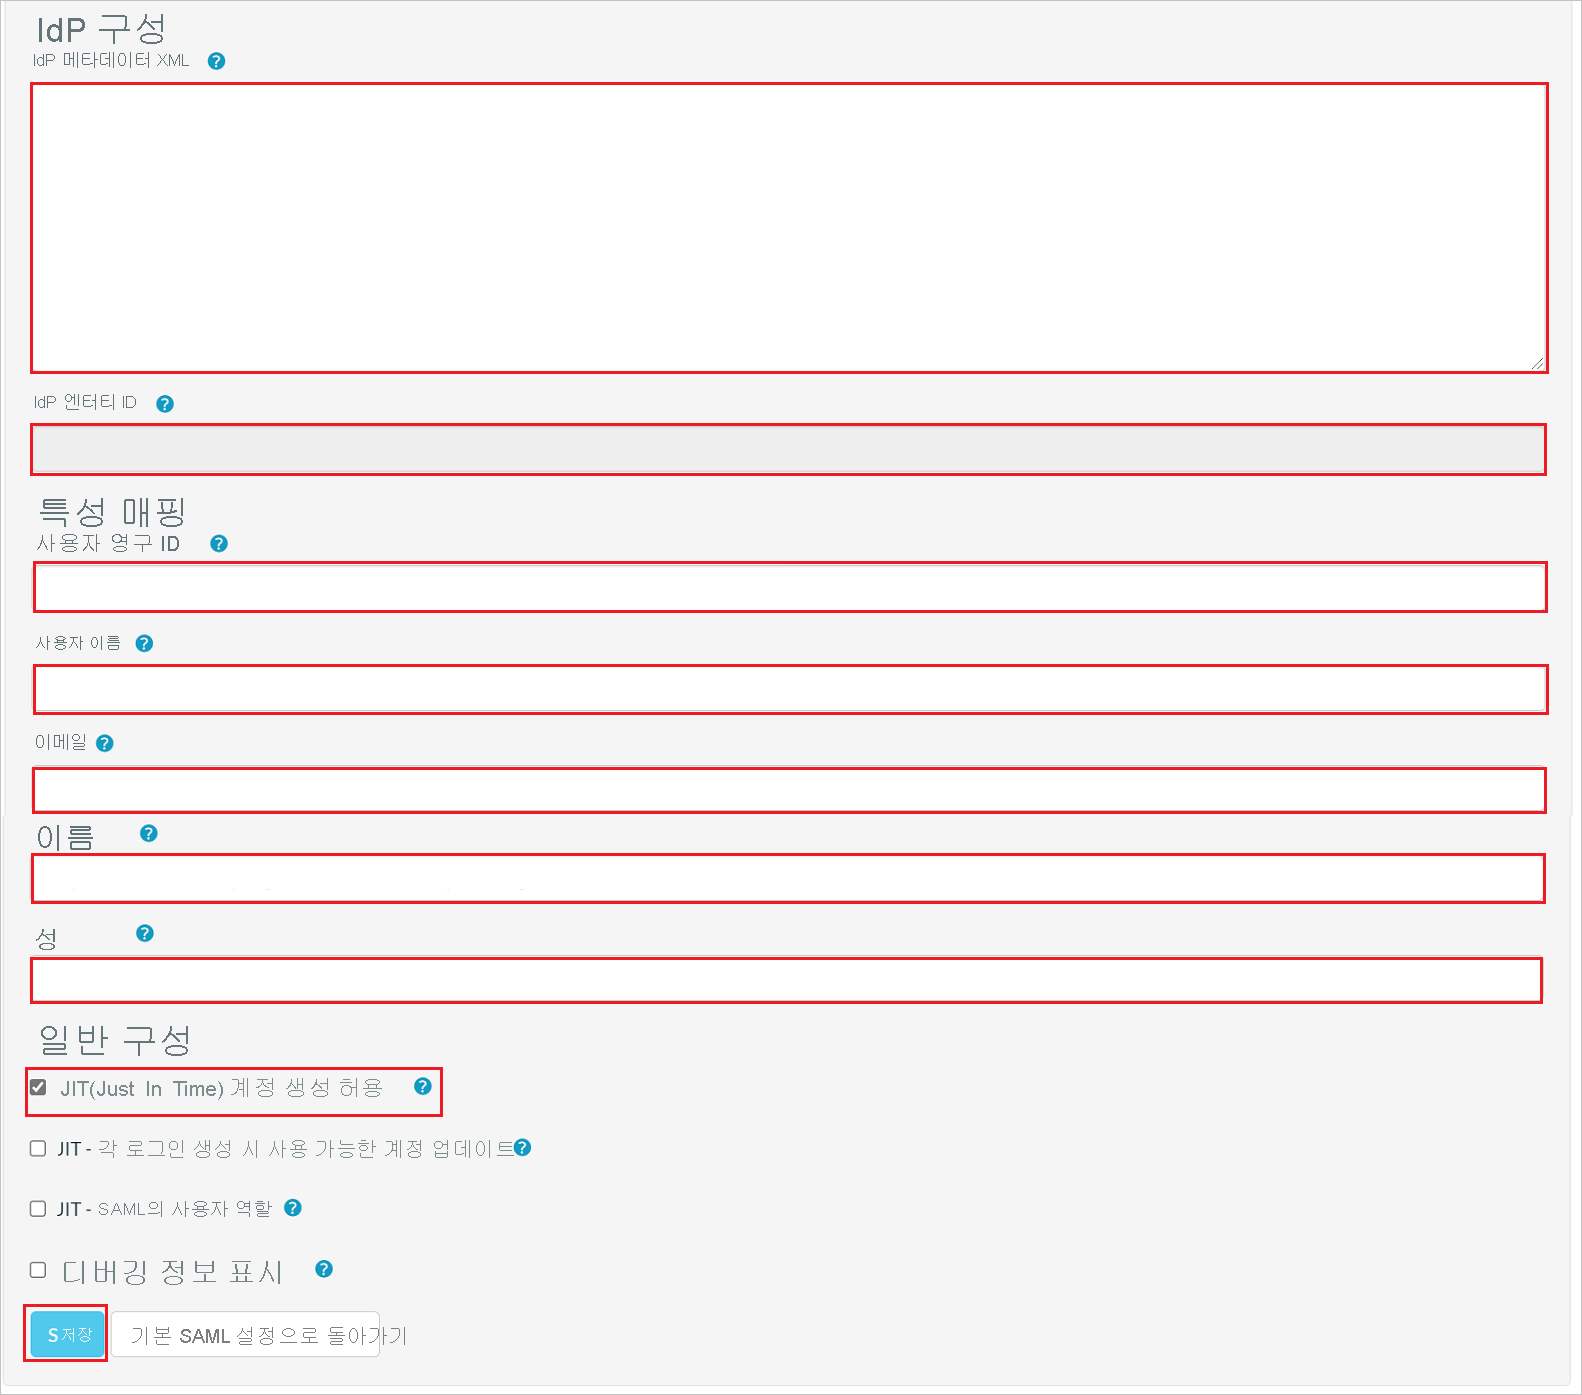 IdP 구성
IdP 메타데이터 XML
IdP 엔터티 ID
특성 매핑
사용자 영구 ID
사용자 이름
이메일
이름
성
일반 구성
JIT(Just In Time) 계정 생성 허용
JIT - 각 로그인 생성 시 사용 가능한 계정 업데이트
JIT - SAML의 사용자 역할
디버깅 정보 표시
S저장 기본 SAML 설정으로 돌아가기